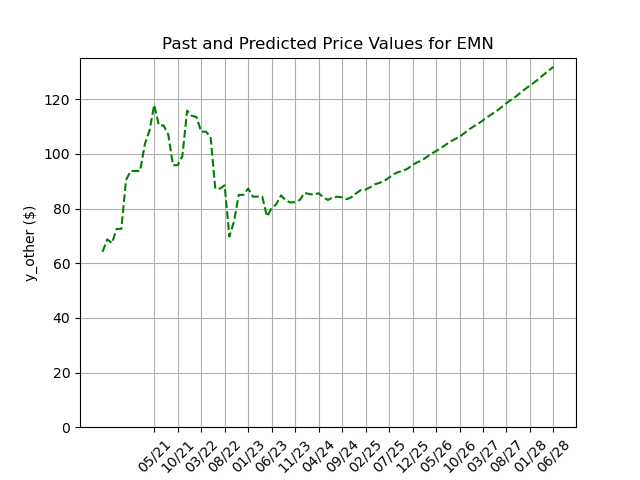 Past and Predicted Price Values for EMN
y_other ($)
120
100
80
60
40
20
0
05/21 10/21 03/22 08/22 01/23 06/23 11/23 04/24 09/24 02/25 07/25 12/25 05/26 10/26 03/27 08/27 01/28 06/28